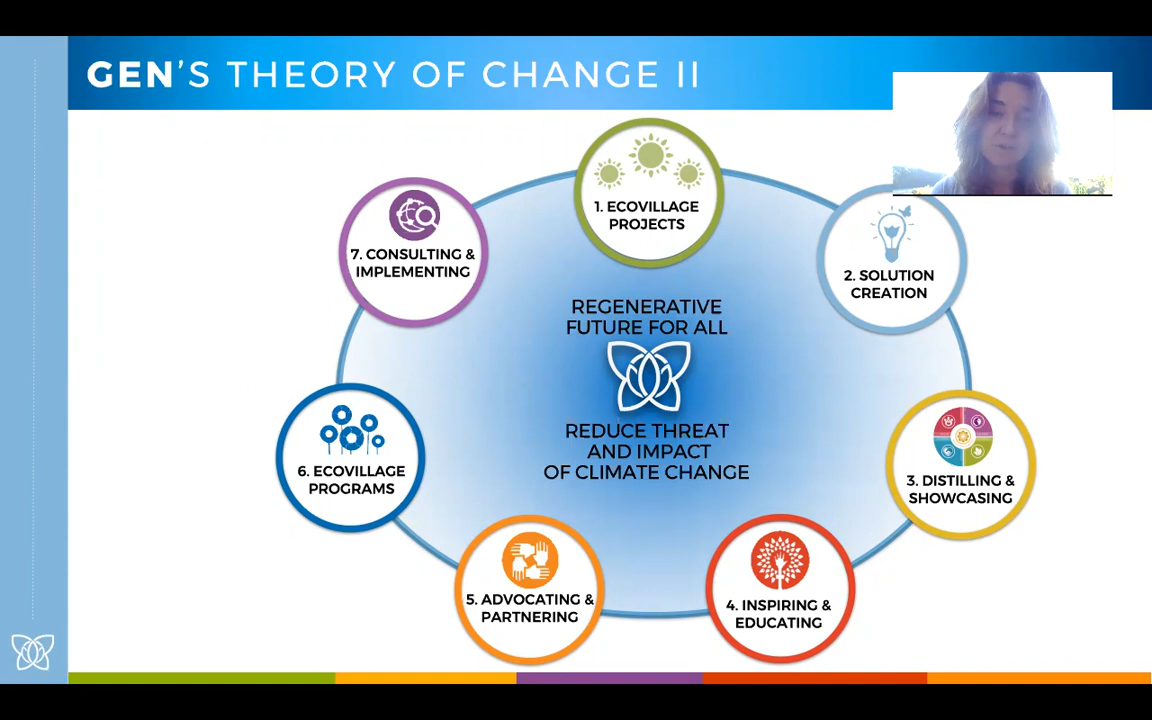 GEN'S THEORY OF CHANGE II
1. ECOVILLAGE
PROJECTS
2. SOLUTION
CREATION
3. DISTILLING &
SHOWCASING
4. INSPIRING &
EDUCATING
5. ADVOCATING &
PARTNERING
6. ECOVILLAGE
PROGRAMS
7. CONSULTING &
IMPLEMENTING
REGENERATIVE
FUTURE FOR ALL
REDUCE THREAT
AND IMPACT
OF CLIMATE CHANGE